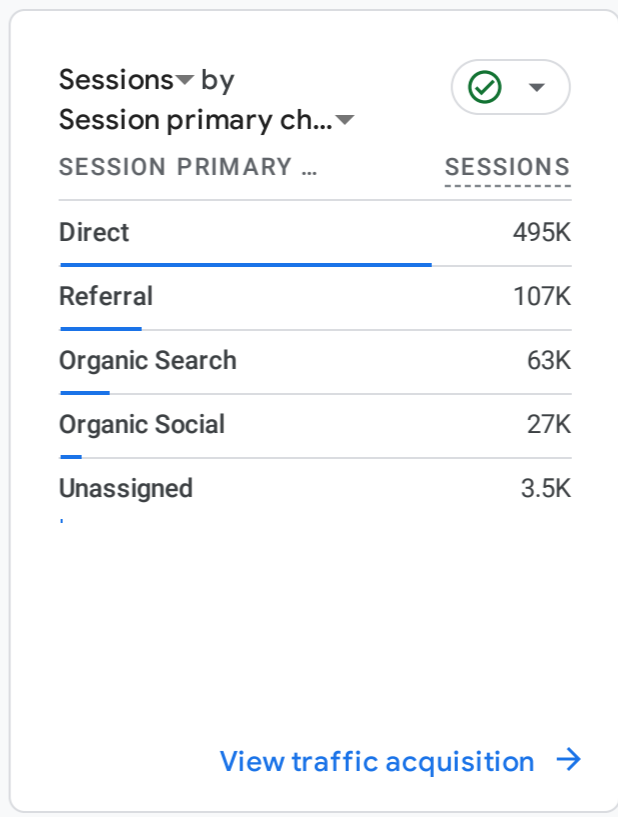 Sessions by
Session primary ch...
SESSION PRIMARY ... SESSIONS
Direct 495K
Referral 107K
Organic Search 63K
Organic Social 27K
Unassigned 3.5K
View traffic acquisition